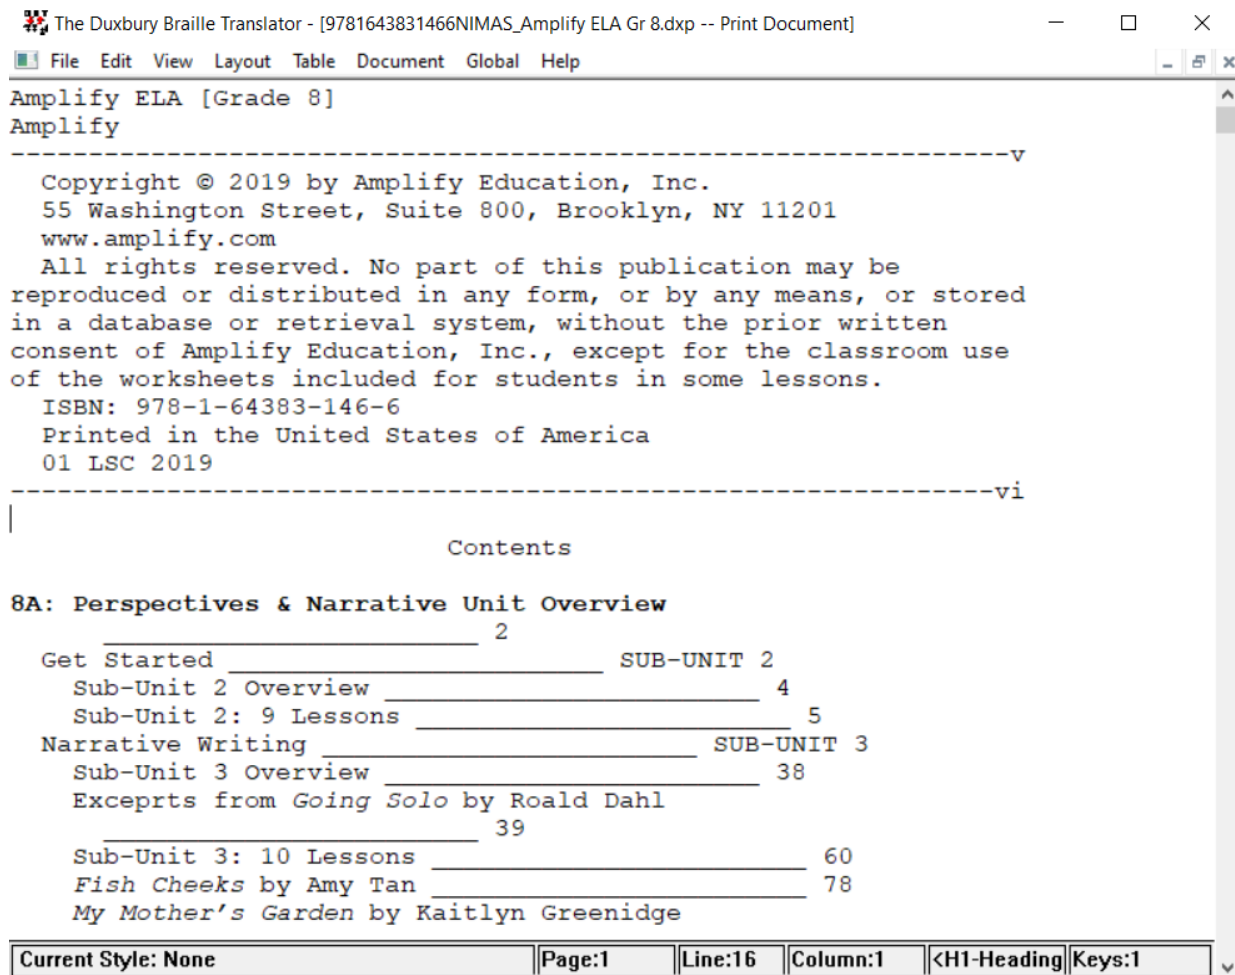 The Duxbury Braille Translator - [9781643831466NIMAS_Amplify ELA Gr 8.dxp -- Print Document]
File Edit View Layout Table Document Global Help
Amplify ELA [Grade 8]
Amplify
----------------------------------------------------------------v
Copyright © 2019 by Amplify Education, Inc.
55 Washington Street, Suite 800, Brooklyn, NY 11201
www.amplify.com
All rights reserved. No part of this publication may be
reproduced or distributed in any form, or by any means, or stored
in a database or retrieval system, without the prior written
consent of Amplify Education, Inc., except for the classroom use
of the worksheets included for students in some lessons.
ISBN: 978-1-64383-146-6
Printed in the United States of America
01 LSC 2019
---------------------------------------------------------------vi
Contents
8A: Perspectives & Narrative Unit Overview
________________________ 2
Get Started ________________________ SUB-UNIT 2
Sub-Unit 2 Overview ________________________ 4
Sub-Unit 2: 9 Lessons ________________________ 5
Narrative Writing ________________________ SUB-UNIT 3
Sub-Unit 3 Overview ________________________ 38
Exceprts from Going Solo by Roald Dahl
________________________ 39
Sub-Unit 3: 10 Lessons ________________________ 60
Fish Cheeks by Amy Tan ________________________ 78
My Mother's Garden by Kaitlyn Greenidge
Current Style: None Page:1 Line:16 Column:1 <H1-Heading Keys:1